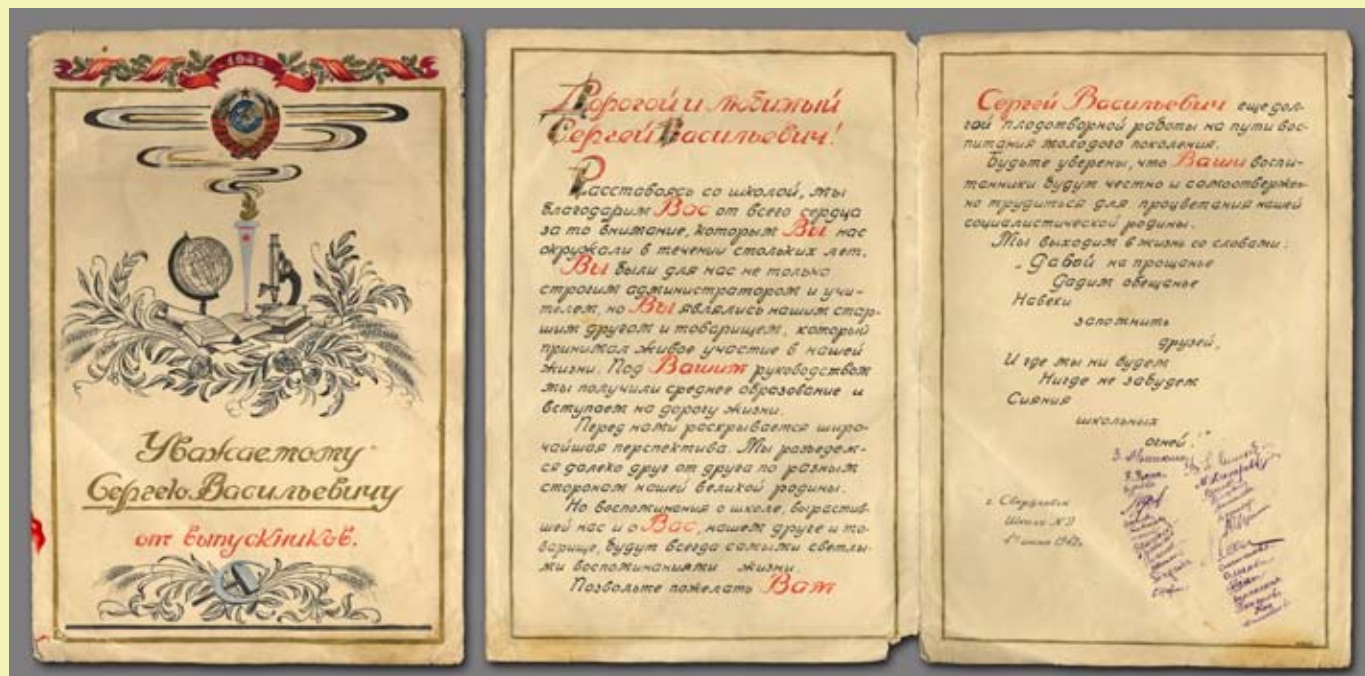 Уважаемому
Сергею Васильевичу
от выпускников.
Дорогой и любимый
Сергей Васильевич!
Расставаясь со школой, мы
благодарим Вас от всего сердца
за то внимание, которым Вы нас
окружали в течении стольких лет.
Вы были для нас не только
строгим администратором и учи-
телем, но Вы являлись нашим стар-
шим другом и товарищем, который
принимал живое участие в нашей
жизни. Под Вашим руководством
мы получили среднее образование и
вступаем на дорогу жизни.
Перед нами раскрывается широ-
чайшая перспектива. Мы разъедем-
ся далеко друг от друга по разным
сторонам нашей великой родины.
Но воспоминания о школе, вырастив-
шей нас и о Вас, нашем друге и то-
варище, будут всегда самыми светлы-
ми воспоминаниями жизни.
Позвольте пожелать Вам
Сергей Васильевич еще дол-
гой плодотворной работы на пути вос-
питания молодого поколения.
Будьте уверены, что Ваши воспи-
танники будут честно и самоотвержен-
но трудиться для процветания нашей
социалистической родины.
Мы выходим в жизнь со словами:
„Давай на прощанье
Дадим обещанье
Навеки
запомнить
друзей,
И где мы ни будем
Нигде не забудем
Сияния
школьных
огней."
г. Свердловск
Школа №9